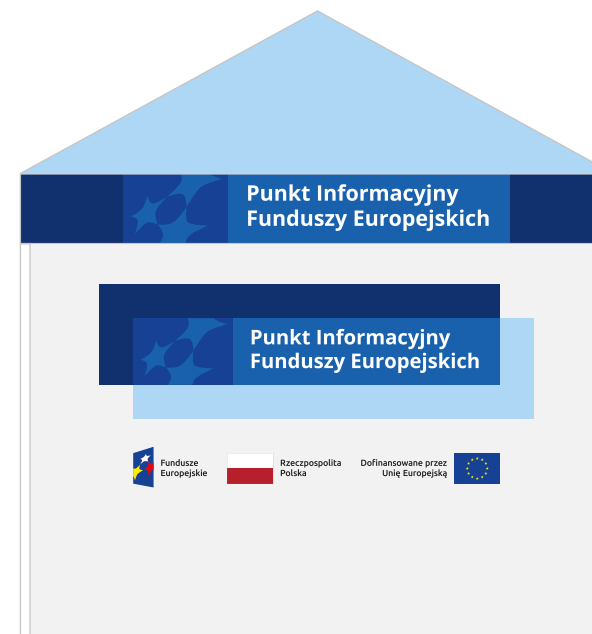 Punkt Informacyjny
Funduszy Europejskich
Punkt Informacyjny
Funduszy Europejskich
Fundusze
Europejskie
Rzeczpospolita
Polska
Dofinansowane przez
Unię Europejską